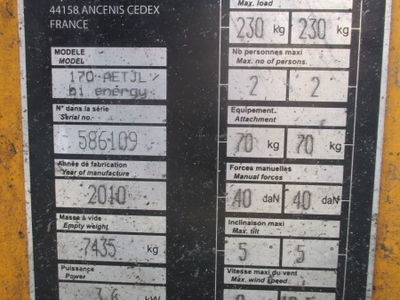 44158 ANCENIS CEDEX
FRANCE
MODELE
MODEL
170 AETJL
bi energy
N° dans la série
Serial no.
586109
Année de fabrication
Year of manufacture
2010
Masse à vide
Empty weight
7435 kg
Puissance
Power
3,6 kW
Max. load
230 kg 230 kg
Nb personnes maxi
Max. no of persons.
2 2
Equipement
Attachment
70 kg 70 kg
Forces manuelles
Manual forces
40 daN 40 daN
Inclinaison maxi
Max. tilt
5 5
Vitesse maxi du vent
Max. wind speed